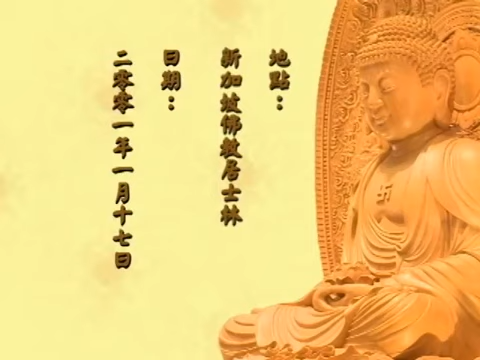 地點：
新加坡佛教居士林
日期：
二零零一年一月十七日